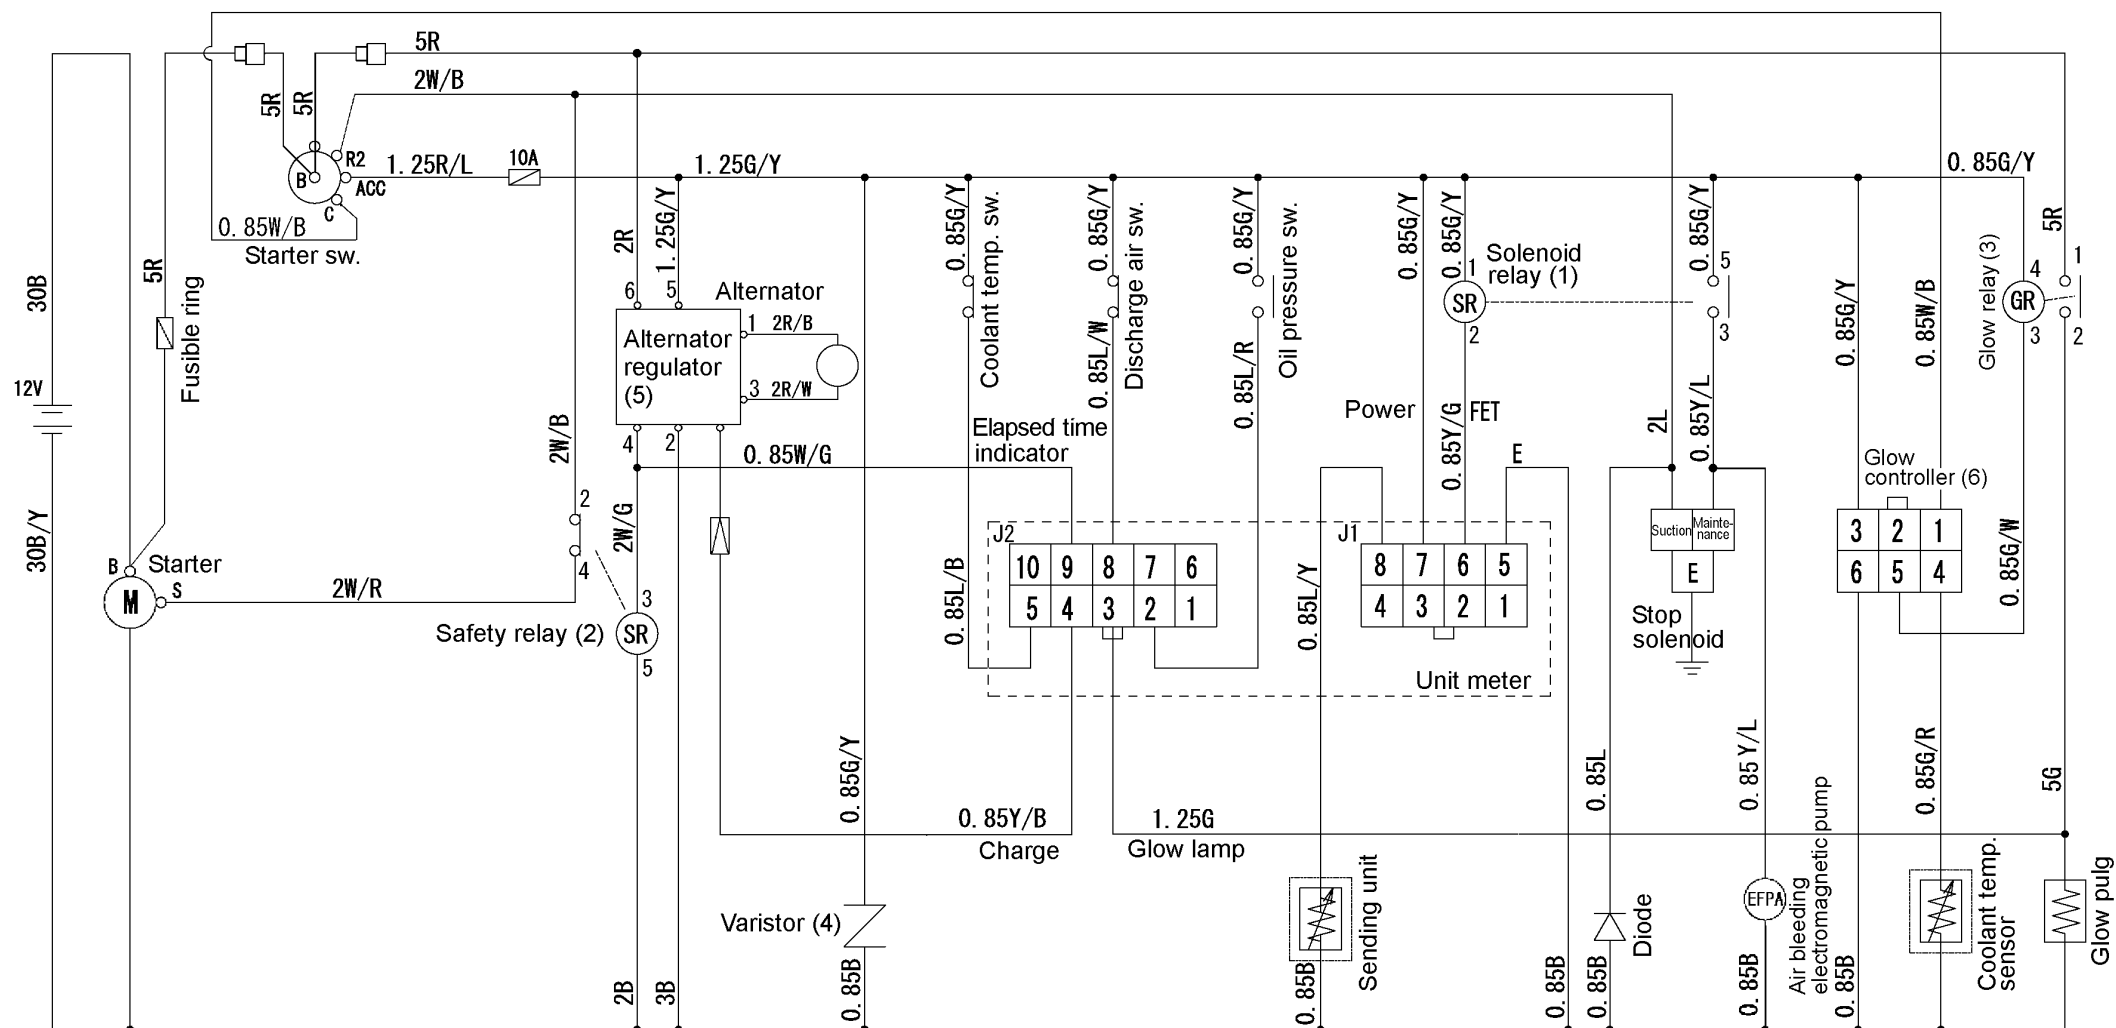 5R
2W/B
5R
5R
R2
B
ACC
C
1.25R/L
10A
1.25G/Y
0.85G/Y
0.85W/B
Starter sw.
30B
5R
Fusible ring
2R
1.25G/Y
0.85G/Y
Coolant temp. sw.
0.85G/Y
Discharge air sw.
0.85G/Y
Oil pressure sw.
0.85G/Y
0.85G/Y
Solenoid
relay (1)
0.85G/Y
5R
1
SR
2
5
3
Glow relay (3)
4
GR
3
1
2
6
5
Alternator
Alternator
regulator
(5)
1
2R/B
3
2R/W
4
2
12V
0.85L/W
0.85L/R
0.85G/Y
0.85W/B
Power
0.85Y/G
FET
2L
0.85Y/L
Elapsed time
indicator
0.85W/G
E
Glow
controller (6)
2W/B
2
4
2W/G
30B/Y
B
Starter
M
S
2W/R
Safety relay (2)
3
SR
5
0.85L/B
J2
10 9 8 7 6
5 4 3 2 1
J1
8 7 6 5
4 3 2 1
Unit meter
0.85L/Y
Suction
Mainte-
nance
E
Stop
solenoid
3 2 1
6 5 4
0.85G/W
0.85G/Y
0.85L
0.85Y/L
0.85G/R
5G
0.85Y/B
Charge
1.25G
Glow lamp
Varistor (4)
Sending unit
Diode
EFPA
Air bleeding
electromagnetic pump
Coolant temp.
sensor
Glow pulg
2B
3B
0.85B
0.85B
0.85B
0.85B
0.85B
0.85B